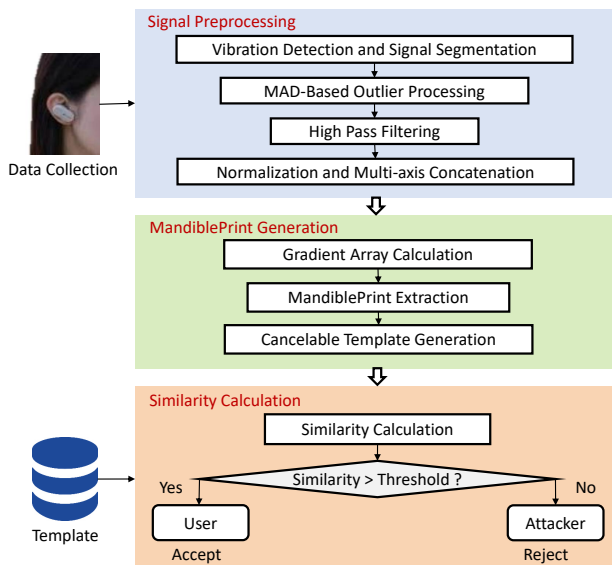 Signal Preprocessing
Vibration Detection and Signal Segmentation
MAD-Based Outlier Processing
High Pass Filtering
Normalization and Multi-axis Concatenation
Data Collection
MandiblePrint Generation
Gradient Array Calculation
MandiblePrint Extraction
Cancelable Template Generation
Similarity Calculation
Similarity Calculation
Similarity > Threshold ?
Yes
No
User
Attacker
Template
Accept
Reject